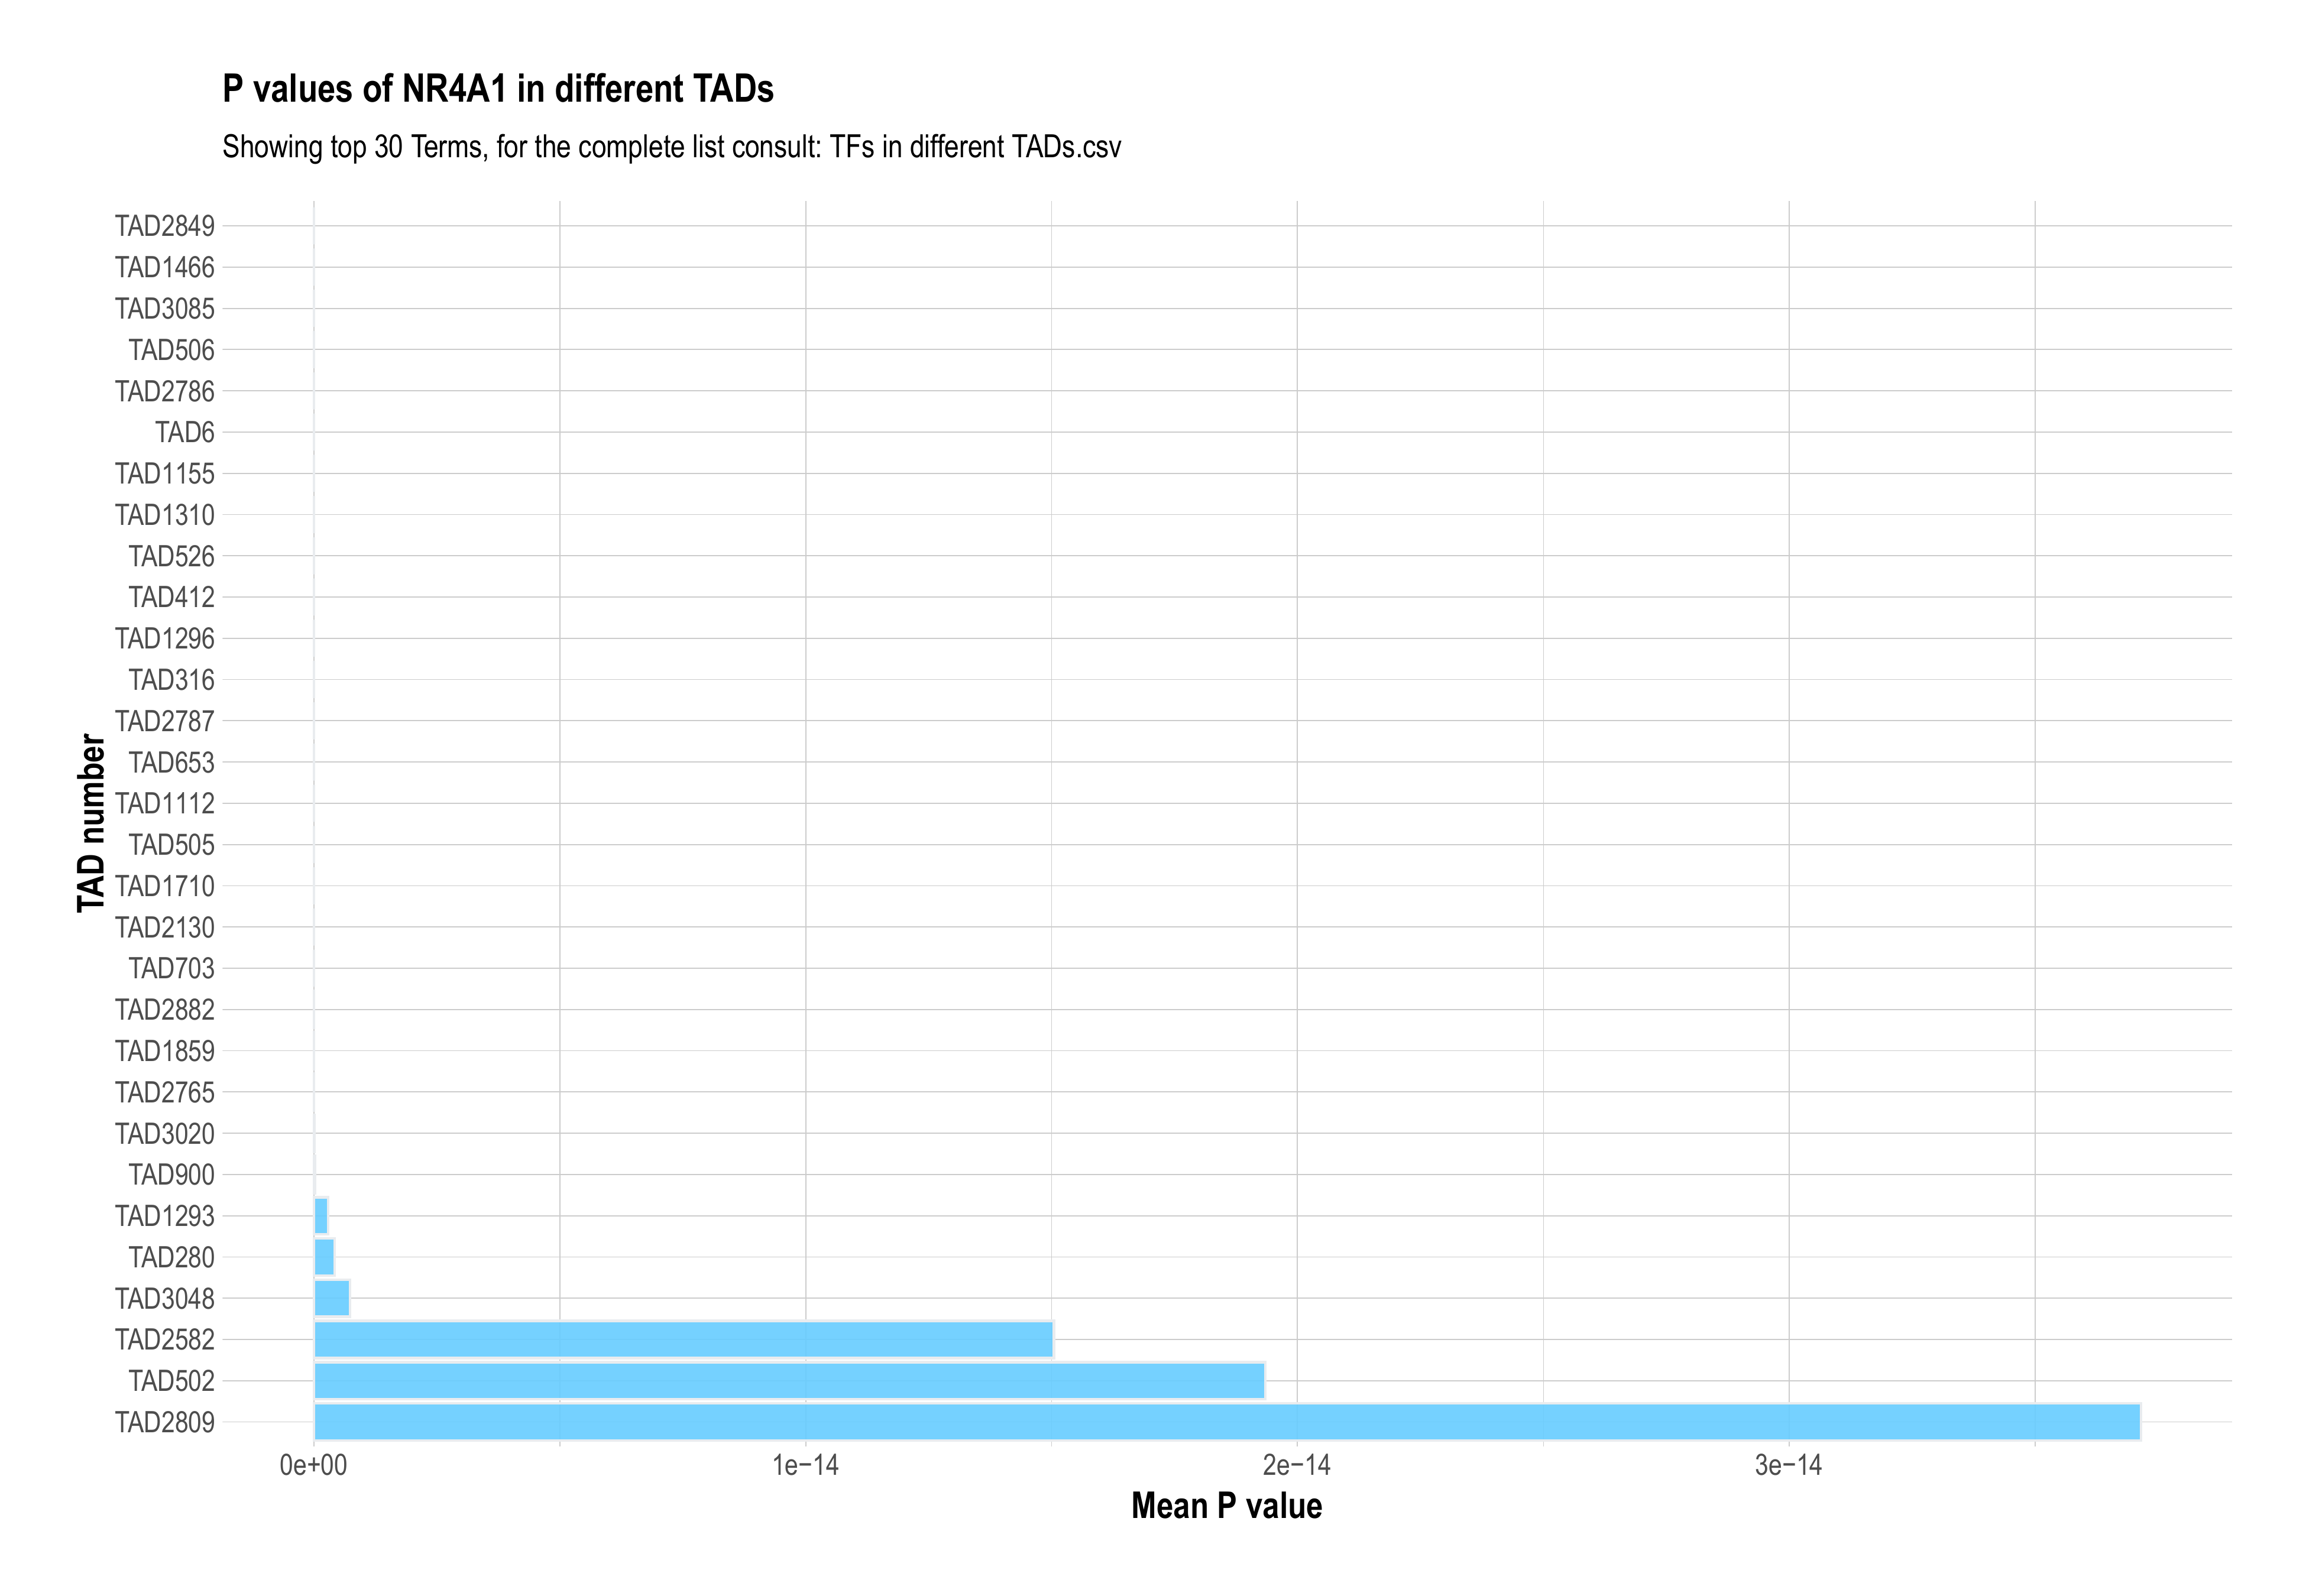 P values of NR4A1 in different TADs
Showing top 30 Terms, for the complete list consult: TFs in different TADs.csv
TAD number
TAD2849
TAD1466
TAD3085
TAD506
TAD2786
TAD6
TAD1155
TAD1310
TAD526
TAD412
TAD1296
TAD316
TAD2787
TAD653
TAD1112
TAD505
TAD1710
TAD2130
TAD703
TAD2882
TAD1859
TAD2765
TAD3020
TAD900
TAD1293
TAD280
TAD3048
TAD2582
TAD502
TAD2809
0e+00 1e−14 2e−14 3e−14
Mean P value